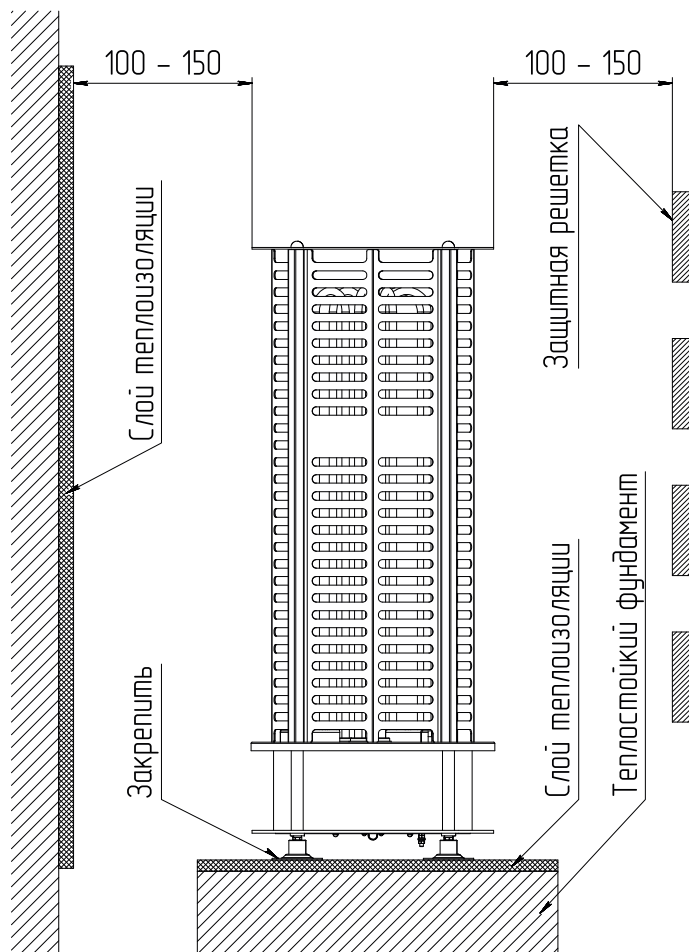 100 – 150
100 – 150
Слой теплоизоляции
Защитная решетка
Закрепить
Слой теплоизоляции
Теплостойкий фундамент